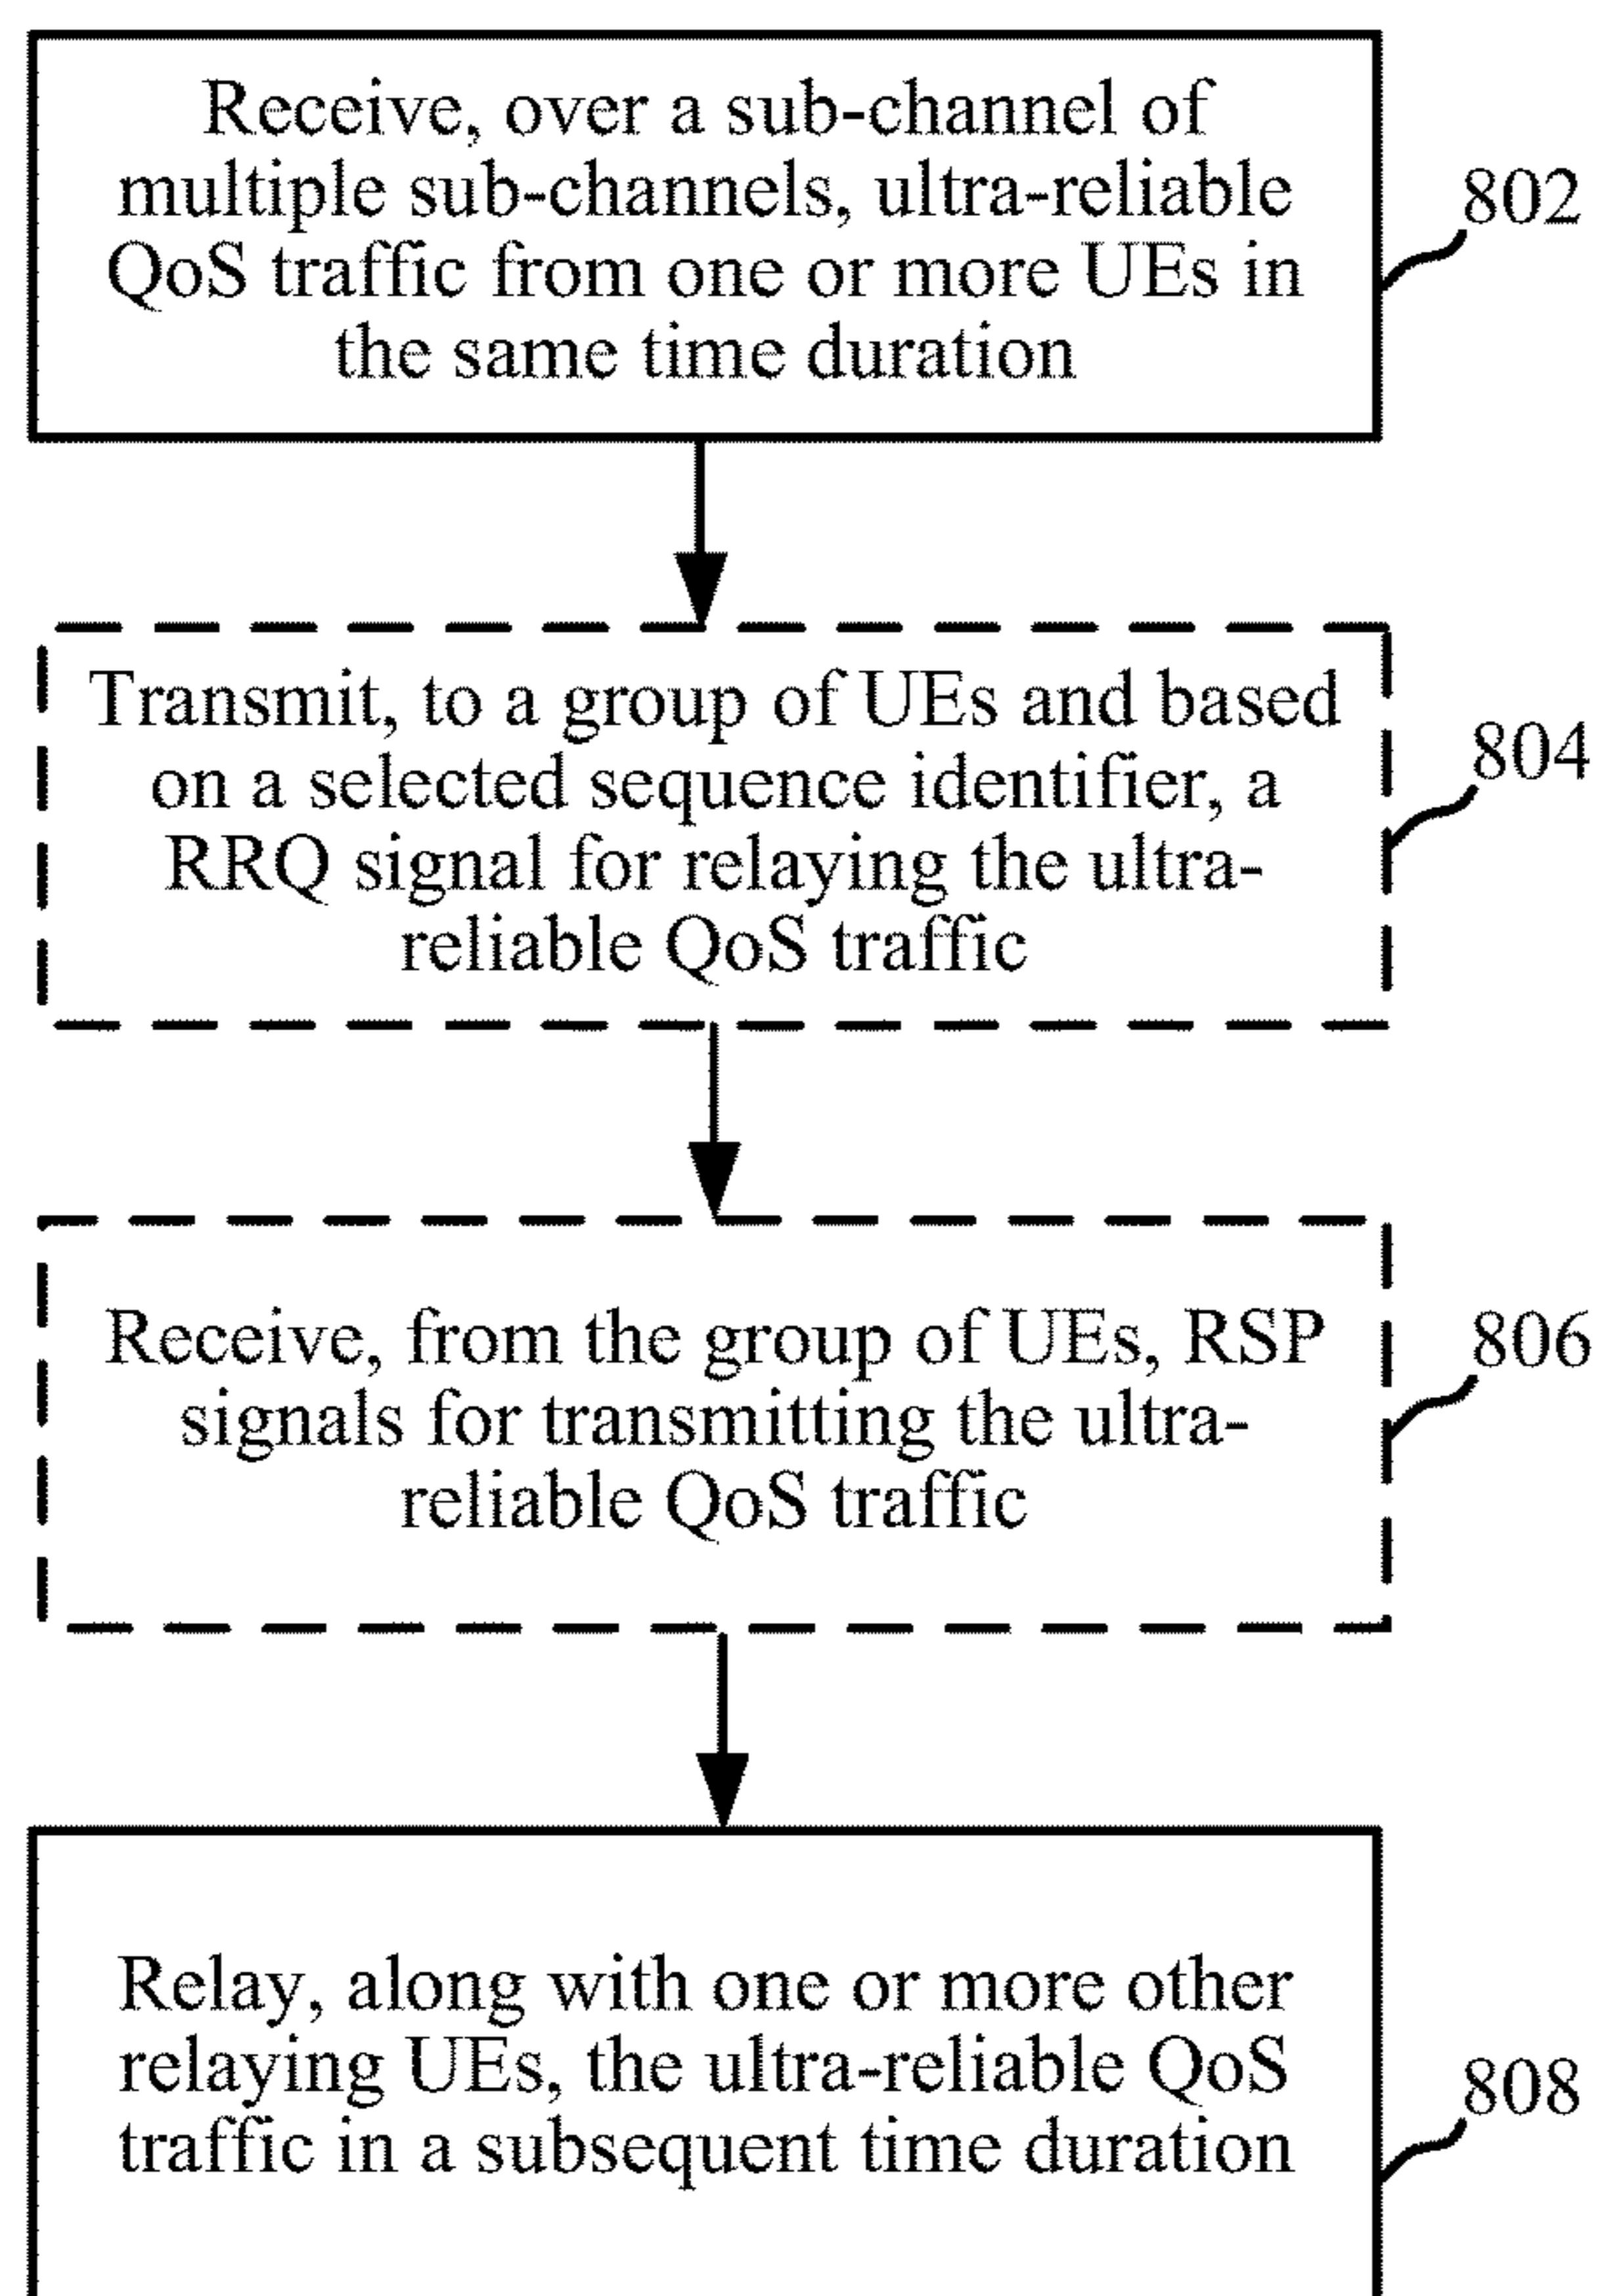 Receive, over a sub-channel of
multiple sub-channels, ultra-reliable
QoS traffic from one or more UEs in
the same time duration
802
Transmit, to a group of UEs and based
on a selected sequence identifier, a
RRQ signal for relaying the ultra-
reliable QoS traffic
804
Receive, from the group of UEs, RSP
signals for transmitting the ultra-
reliable QoS traffic
806
Relay, along with one or more other
relaying UEs, the ultra-reliable QoS
traffic in a subsequent time duration
808